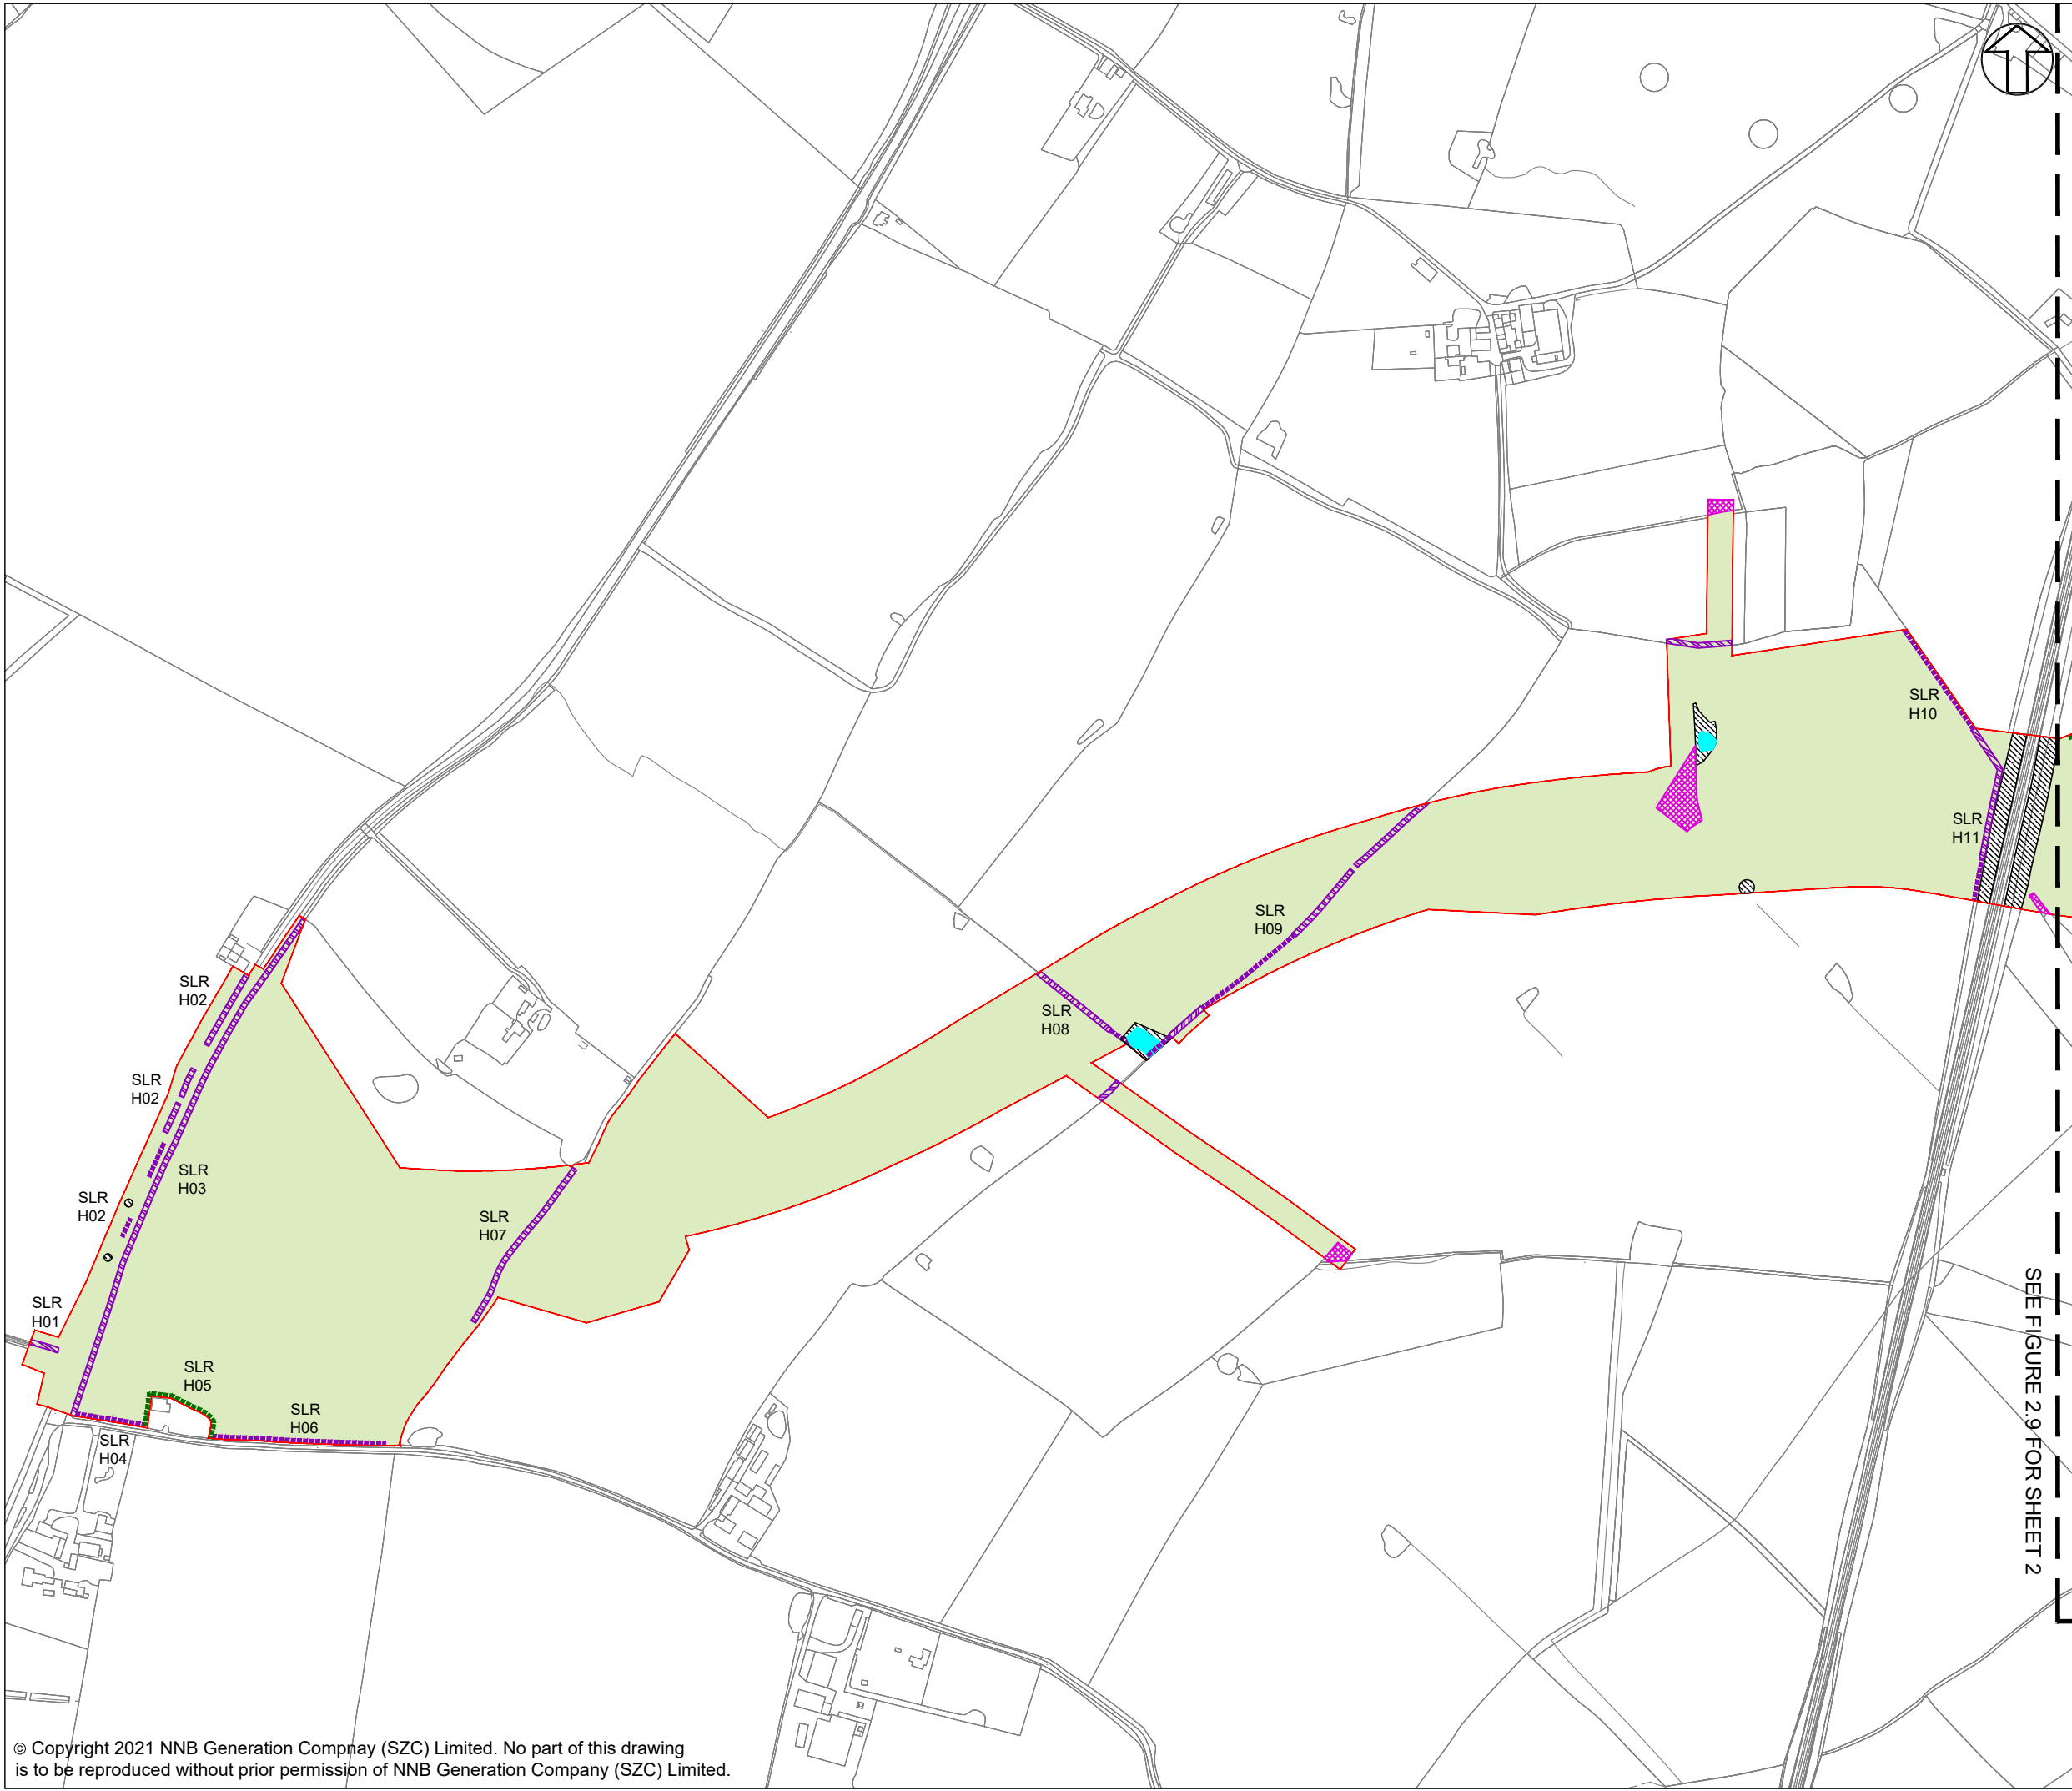 SLR
H10
SLR
H11
SLR
H09
SLR
H02
SLR
H08
SLR
H02
SLR
H03
SLR
H02
SLR
H07
SLR
H01
SLR
H05
SLR
H06
SLR
H04
SEE FIGURE 2.9 FOR SHEET 2
© Copyright 2021 NNB Generation Compnay (SZC) Limited. No part of this drawing
is to be reproduced without prior permission of NNB Generation Company (SZC) Limited.